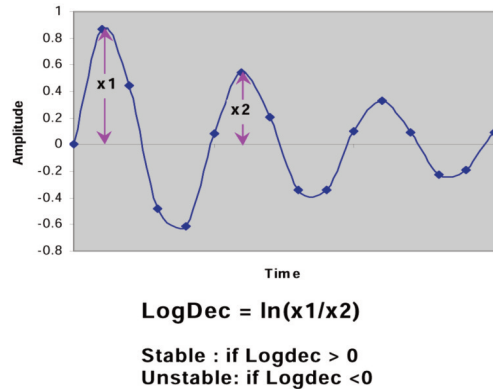 1
0.8
0.6
0.4
0.2
0
-0.2
-0.4
-0.6
-0.8
Amplitude
x1
x2
Time
LogDec = ln(x1/x2)
Stable : if Logdec > 0
Unstable: if Logdec <0